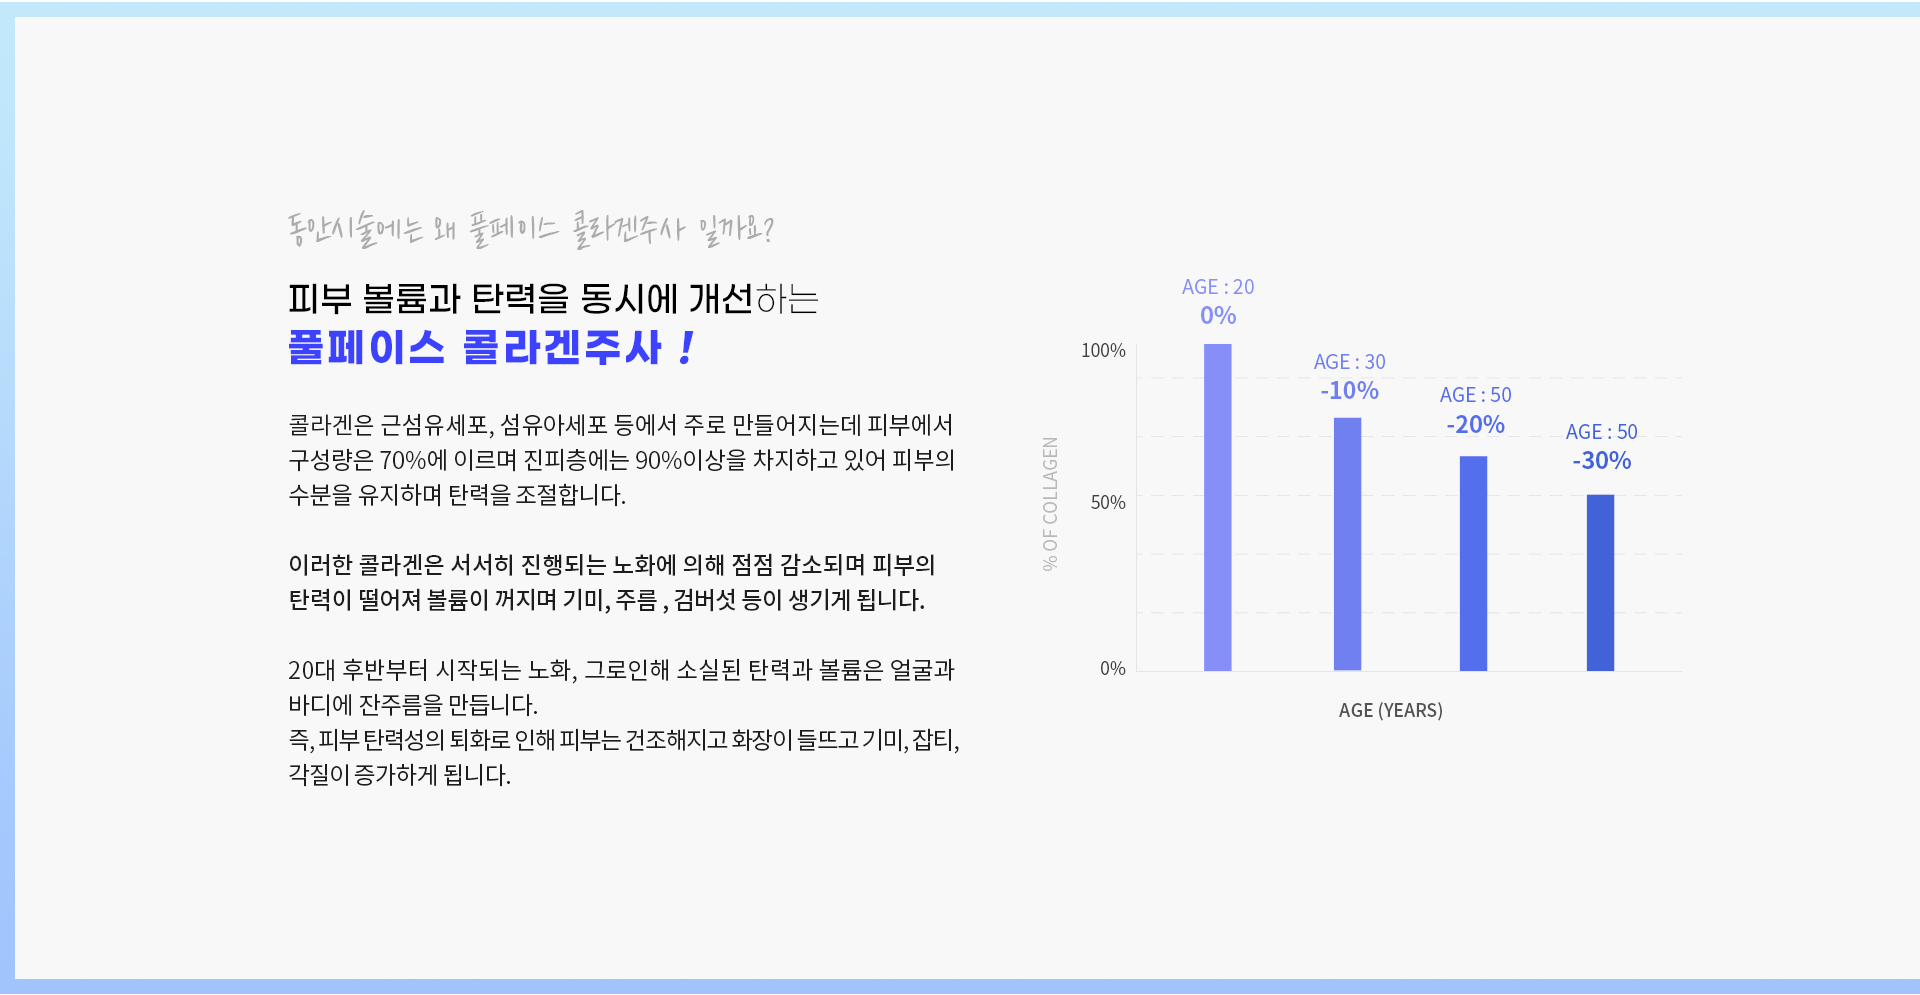 동안시술에는 왜 풀페이스 콜라겐주사 일까요?
피부 볼륨과 탄력을 동시에 개선하는
풀페이스 콜라겐주사 !
콜라겐은 근섬유세포, 섬유아세포 등에서 주로 만들어지는데 피부에서
구성량은 70%에 이르며 진피층에는 90%이상을 차지하고 있어 피부의
수분을 유지하며 탄력을 조절합니다.
이러한 콜라겐은 서서히 진행되는 노화에 의해 점점 감소되며 피부의
탄력이 떨어져 볼륨이 꺼지며 기미, 주름 , 검버섯 등이 생기게 됩니다.
20대 후반부터 시작되는 노화, 그로인해 소실된 탄력과 볼륨은 얼굴과
바디에 잔주름을 만듭니다.
즉, 피부 탄력성의 퇴화로 인해 피부는 건조해지고 화장이 들뜨고 기미, 잡티,
각질이 증가하게 됩니다.
AGE : 20
0%
AGE : 30
-10%
AGE : 50
-20%
AGE : 50
-30%
100%
50%
0%
% OF COLLAGEN
AGE (YEARS)